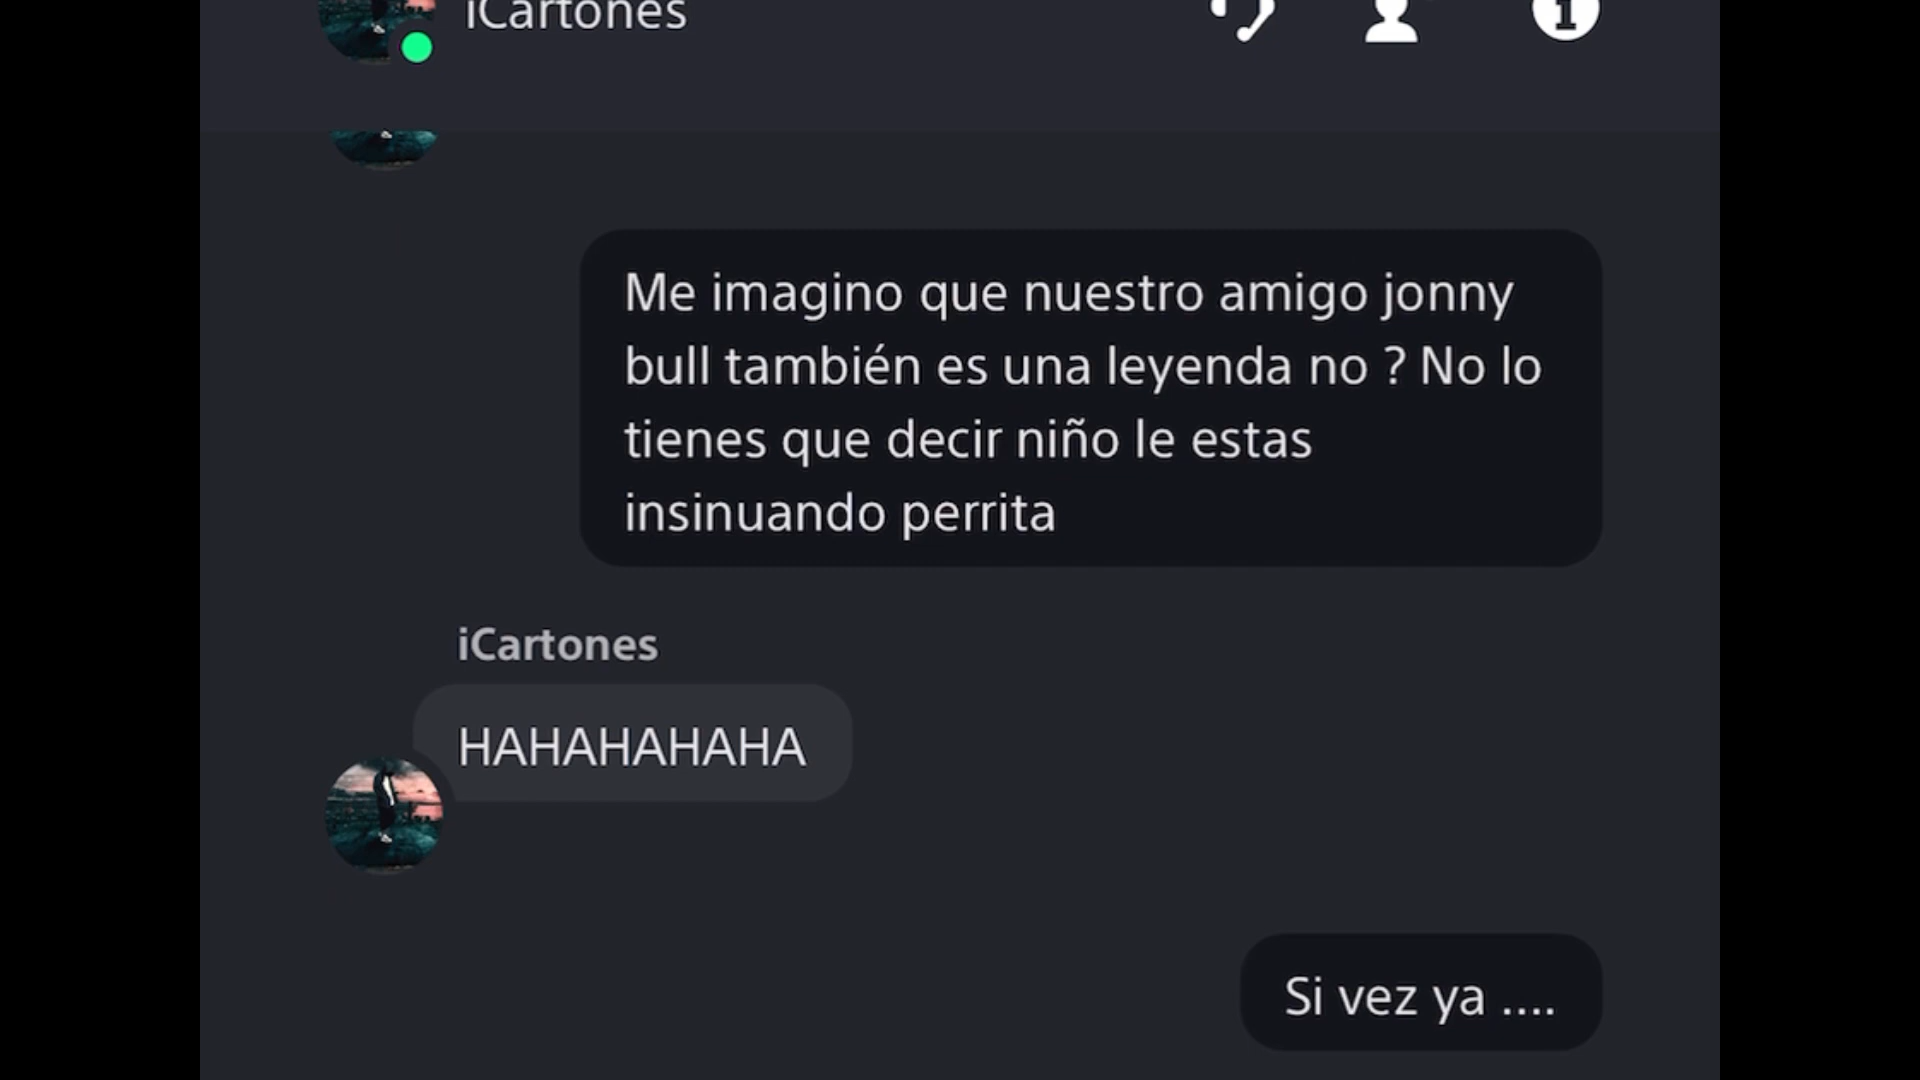 iCartones
Me imagino que nuestro amigo jonny
bull también es una leyenda no ? No lo
tienes que decir niño le estas
insinuando perrita
iCartones
HAHAHAHAHA
Si vez ya ....